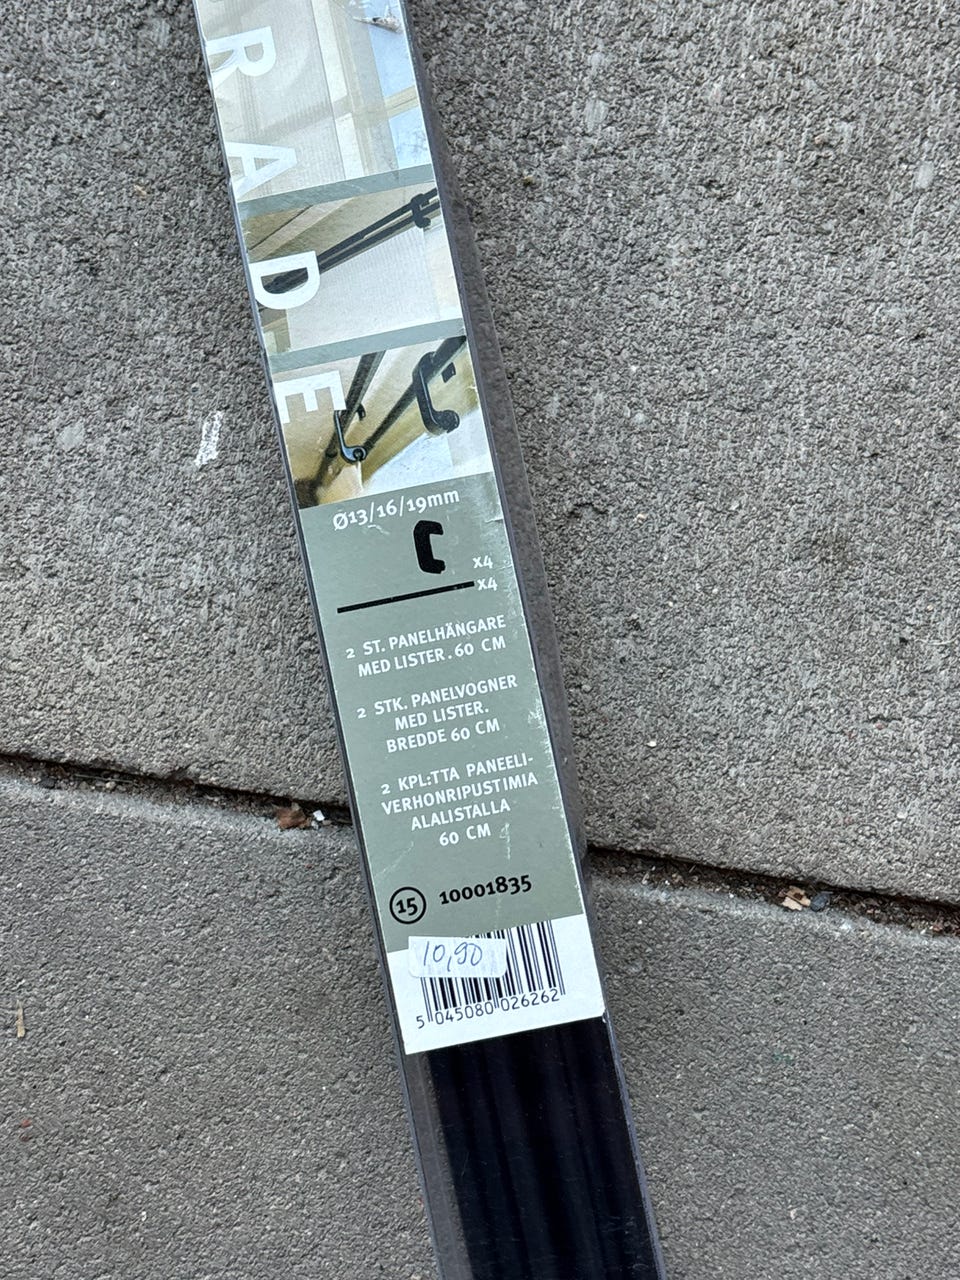 RADE
Ø13/16/19mm
x4
x4
2 ST. PANELHÄNGARE
MED LISTER. 60 CM
2 STK. PANELVOGNER
MED LISTER.
BREDDE 60 CM
2 KPL:TTA PANEELI-
VERHONRIPUSTIMIA
ALALISTALLA
60 CM
15 10001835
10,90
5 045080 026262